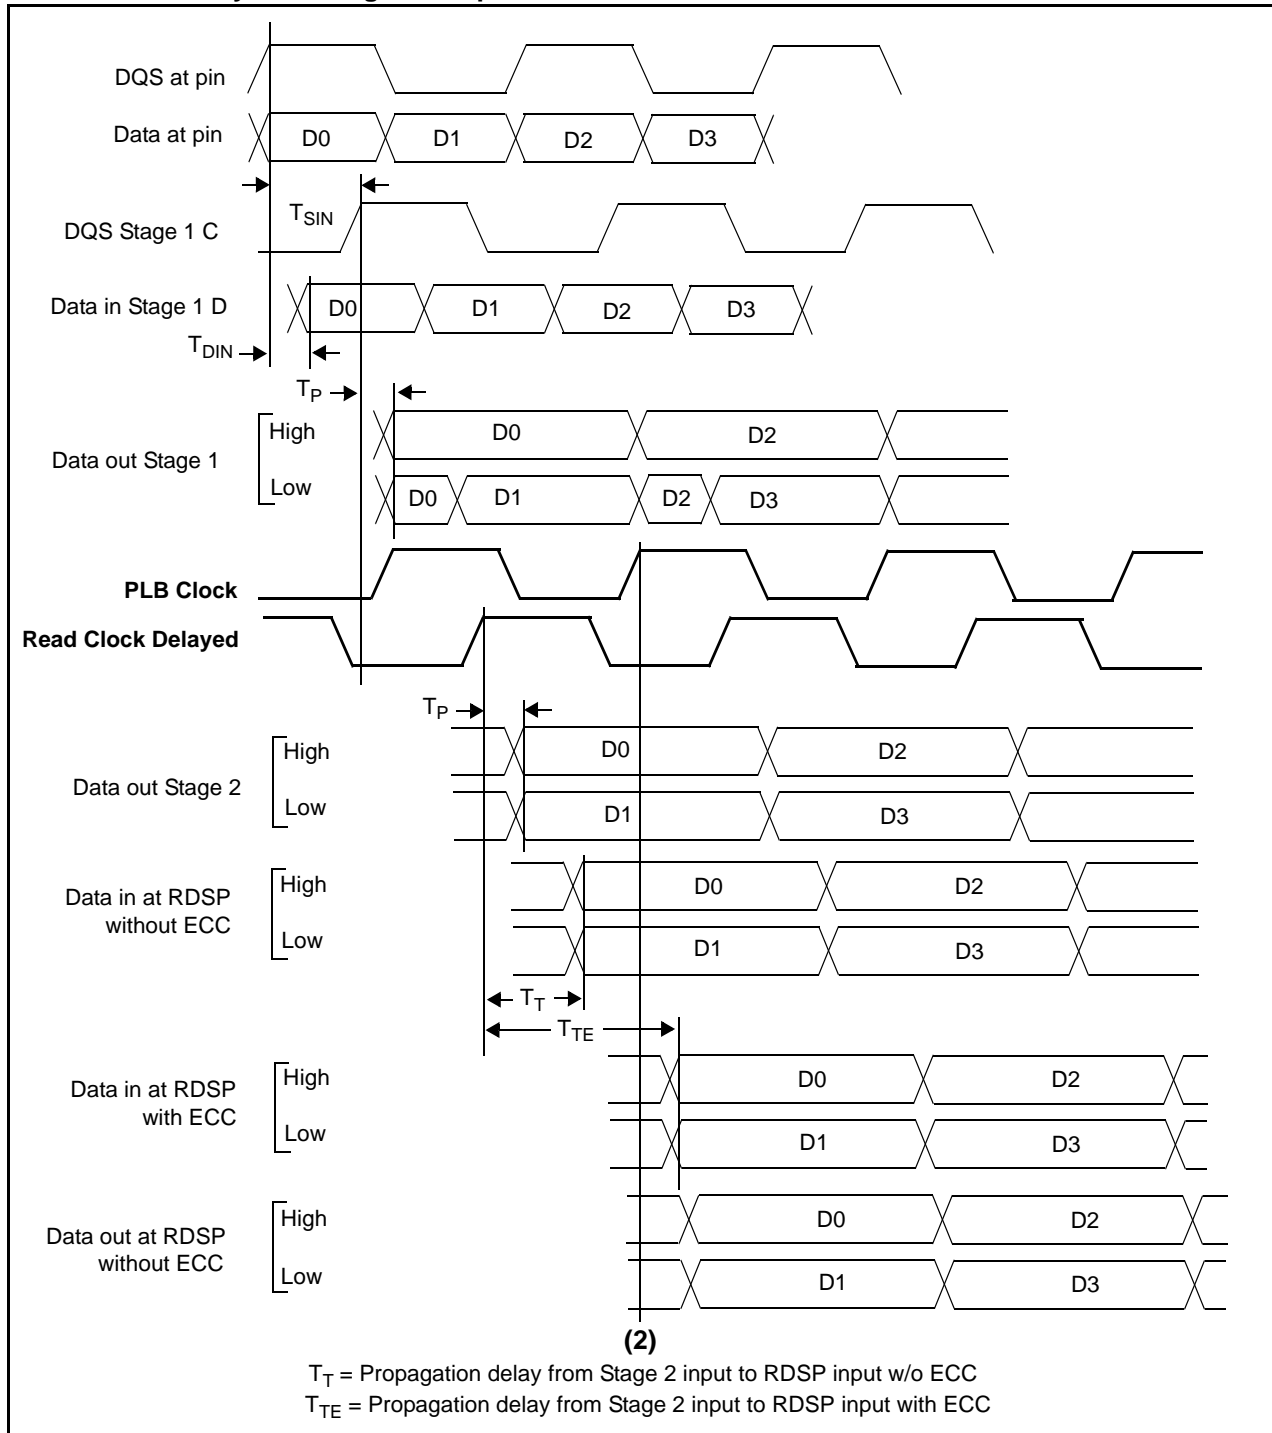 DQS at pin
Data at pin
D0 D1 D2 D3
TSIN
DQS Stage 1 C
Data in Stage 1 D
D0 D1 D2 D3
TDIN
TP
Data out Stage 1
High
D0 D2
Low
D0 D1 D2 D3
PLB Clock
Read Clock Delayed
TP
Data out Stage 2
High
D0 D2
Low
D1 D3
Data in at RDSP
without ECC
High
D0 D2
Low
D1 D3
TT
TTE
Data in at RDSP
with ECC
High
D0 D2
Low
D1 D3
Data out at RDSP
without ECC
High
D0 D2
Low
D1 D3
(2)
TT = Propagation delay from Stage 2 input to RDSP input w/o ECC
TTE = Propagation delay from Stage 2 input to RDSP input with ECC